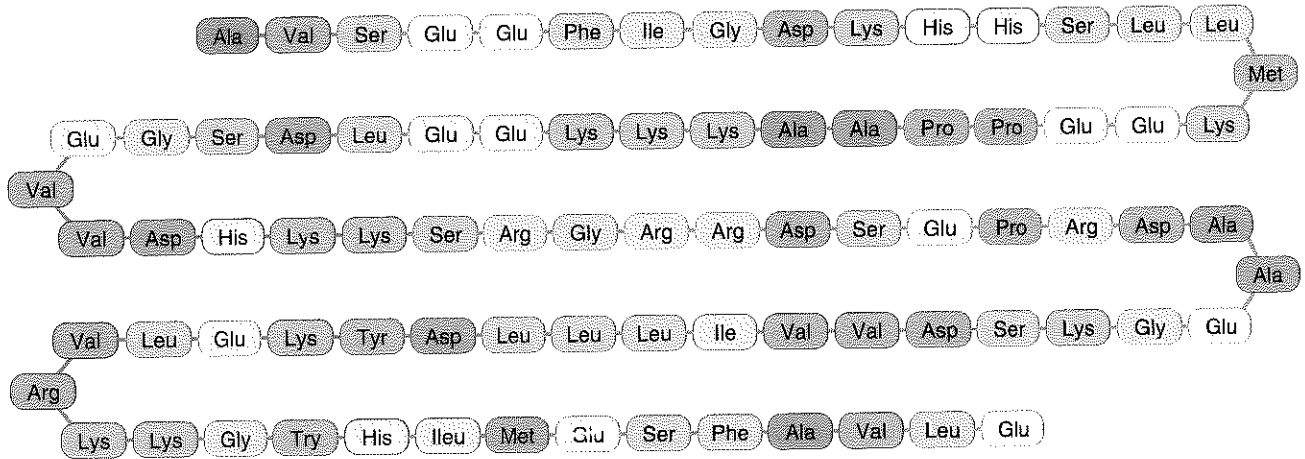 Ala Val Ser Glu Glu Phe Ile Gly Asp Lys His His Ser Leu Leu
Met
Glu Gly Ser Asp Leu Glu Glu Lys Lys Lys Ala Ala Pro Pro Glu Glu Lys
Val
Val Asp His Lys Lys Ser Arg Gly Arg Arg Asp Ser Glu Pro Arg Asp Ala
Ala
Val Leu Glu Lys Tyr Asp Leu Leu Leu Ile Val Val Asp Ser Lys Gly Glu
Arg
Lys Lys Gly Try His Ileu Met Glu Ser Phe Ala Val Leu Glu